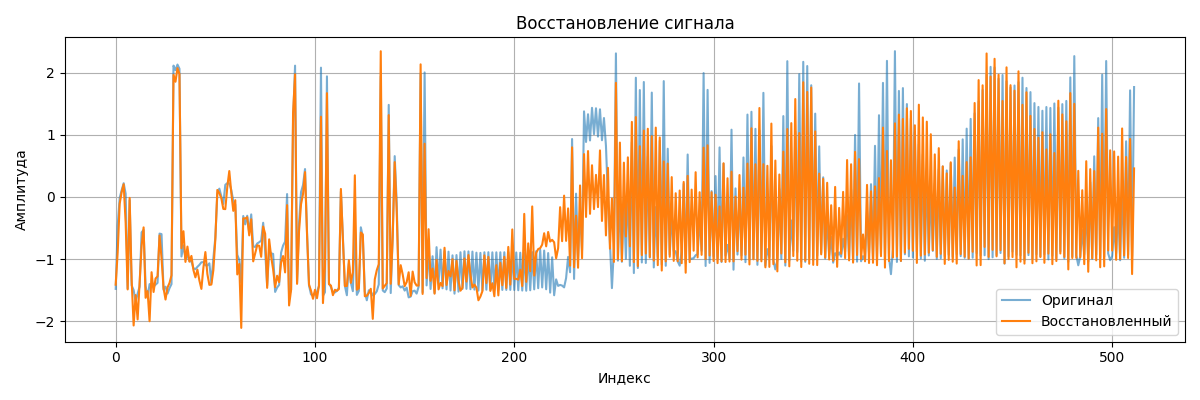 Восстановление сигнала
Амплитуда
2
1
0
−1
−2
0
100
200
300
400
500
Индекс
Оригинал
Восстановленный